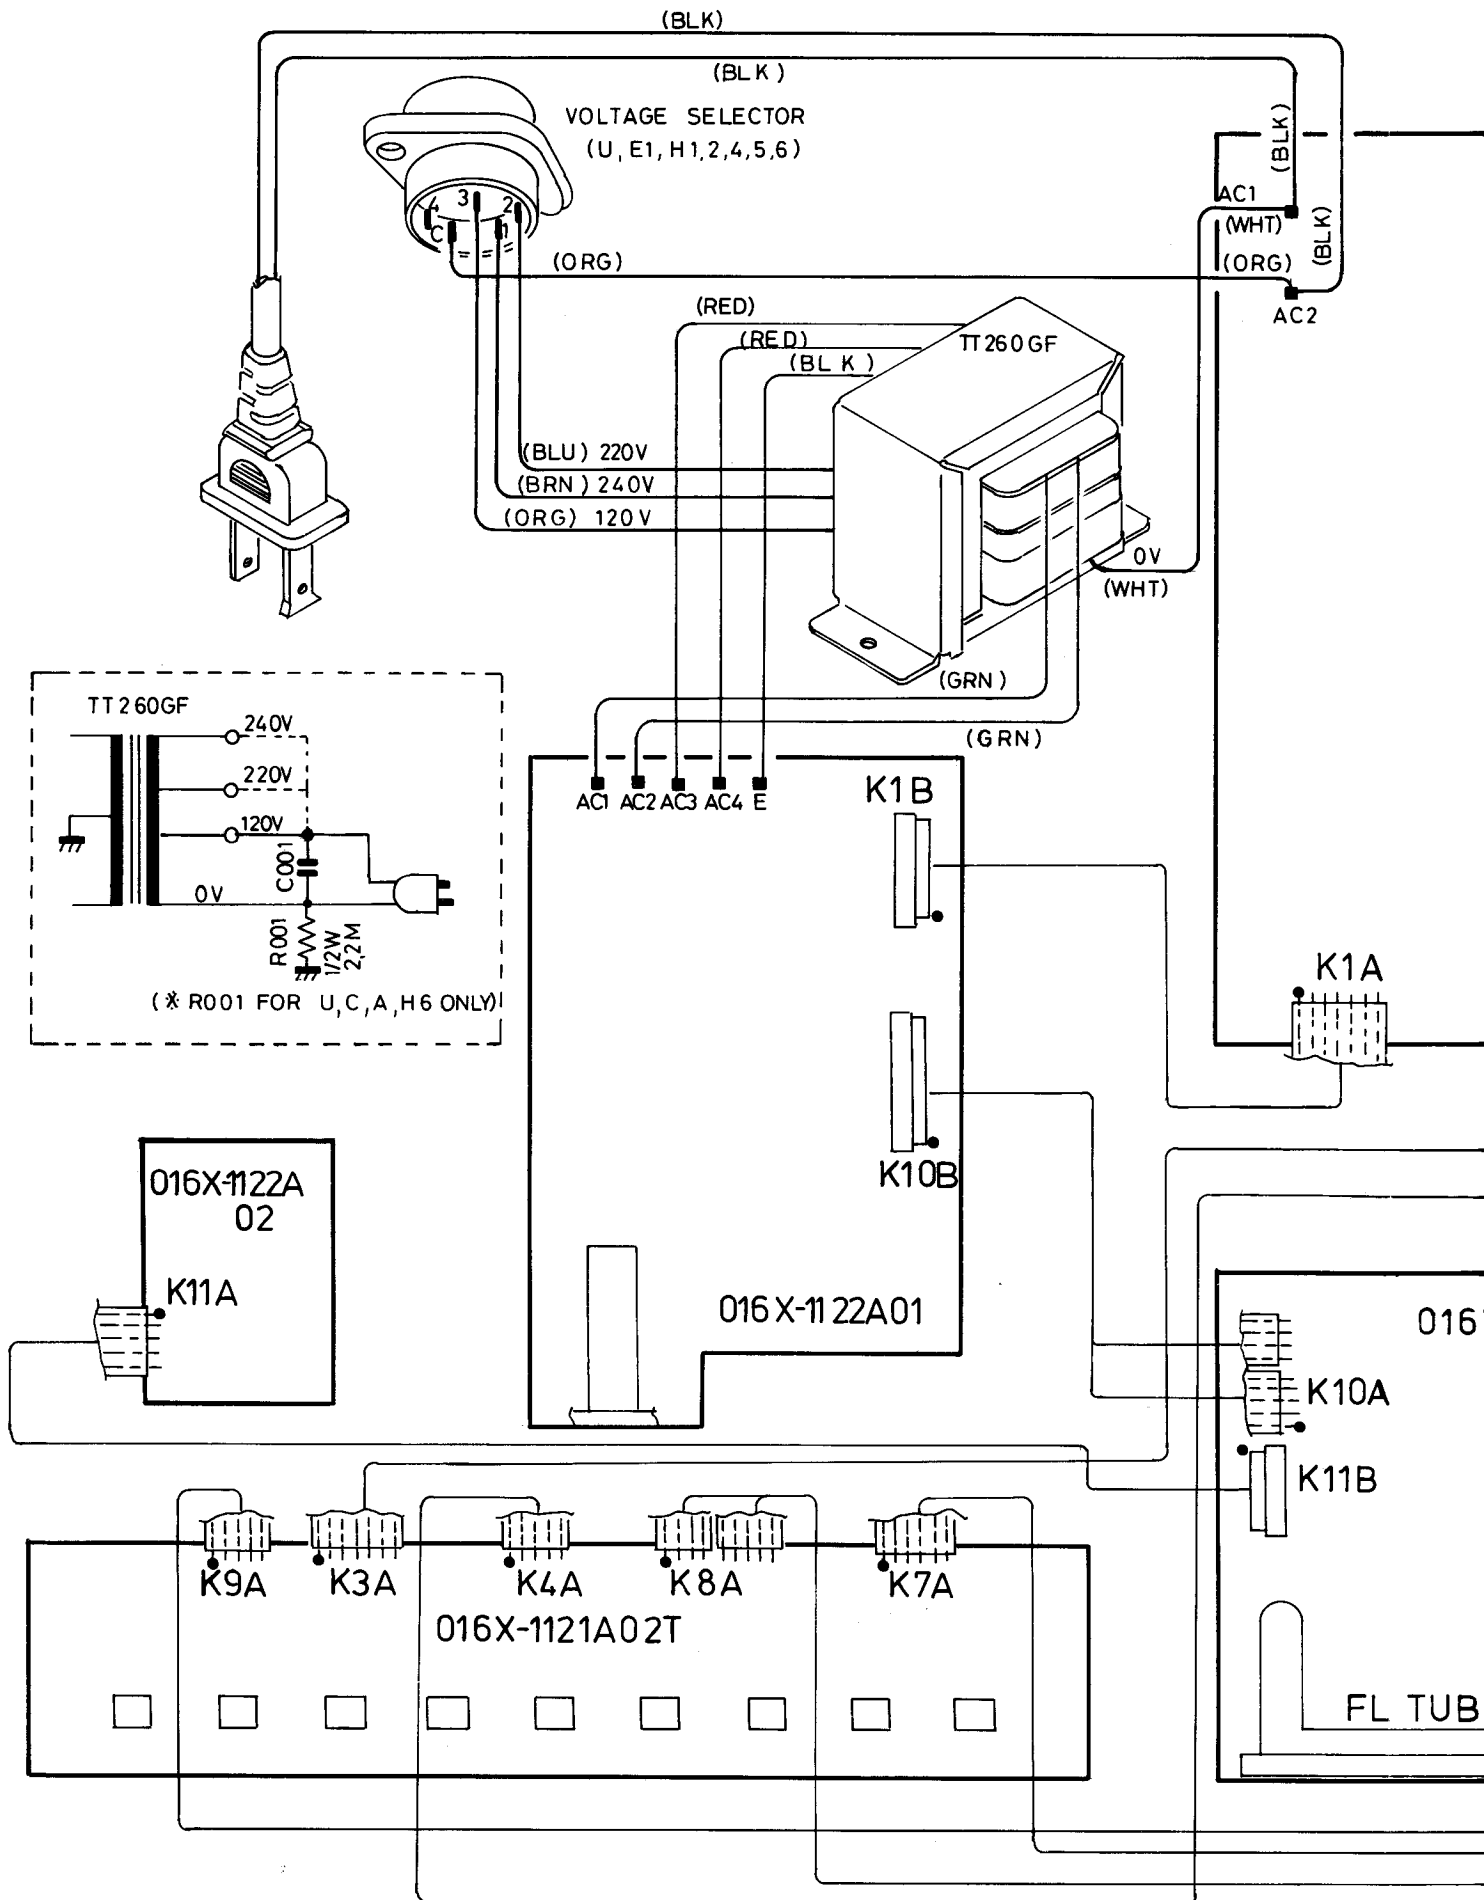 (BLK)
(BLK)
VOLTAGE SELECTOR
(U, E1, H1,2,4,5,6)
(BLK)
4
3
2
C
1
AC1
(WHT)
(BLK)
(ORG)
(ORG)
AC2
(RED)
(RED)
(BLK)
TT260GF
(BLU) 220V
(BRN) 240V
(ORG) 120V
0V
(WHT)
(GRN)
(GRN)
TT260GF
240V
220V
120V
C001
0V
R001
1/2W
2,2M
(※ R001 FOR U,C,A,H6 ONLY)
AC1 AC2 AC3 AC4 E
K1B
K1A
K10B
016X-1122A
02
K11A
016X-1122A01
016
K10A
K11B
K9A
K3A
K4A
K8A
K7A
016X-1121A02T
FL TUB